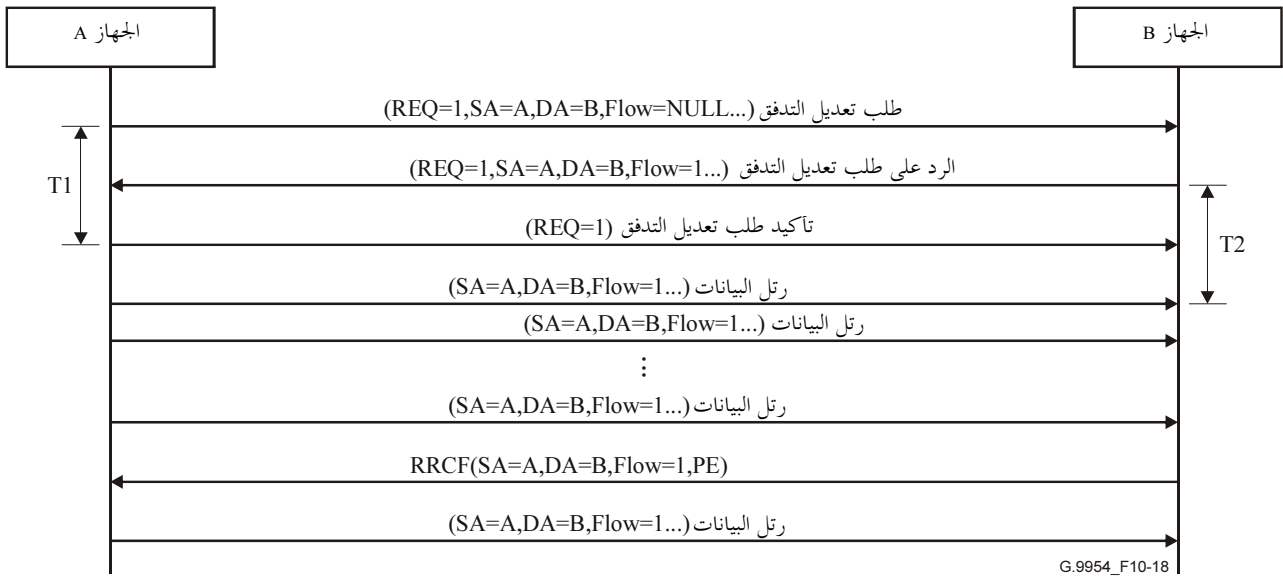 الجهاز A
الجهاز B
طلب تعديل التدفق (REQ=1,SA=A,DA=B,Flow=NULL...)
T1
الرد على طلب تعديل التدفق (REQ=1,SA=A,DA=B,Flow=1...)
تأكيد طلب تعديل التدفق (REQ=1)
T2
رتل البيانات (SA=A,DA=B,Flow=1...)
رتل البيانات (SA=A,DA=B,Flow=1...)
⋮
رتل البيانات (SA=A,DA=B,Flow=1...)
RRCF(SA=A,DA=B,Flow=1,PE)
رتل البيانات (SA=A,DA=B,Flow=1...)
G.9954_F10-18